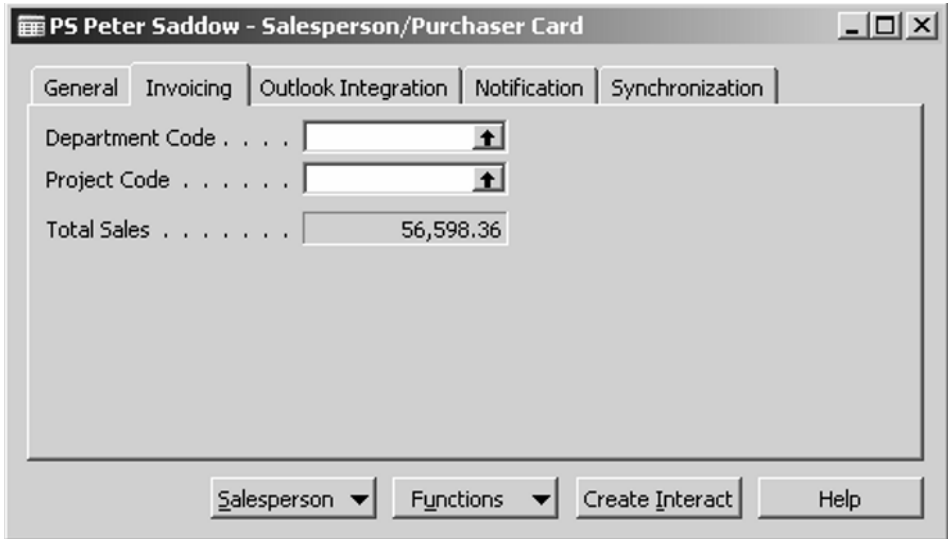 PS Peter Saddow - Salesperson/Purchaser Card
General Invoicing Outlook Integration Notification Synchronization
Department Code . . . .
Project Code . . . . . .
Total Sales . . . . . . . 56,598.36
Salesperson Functions Create Interact Help